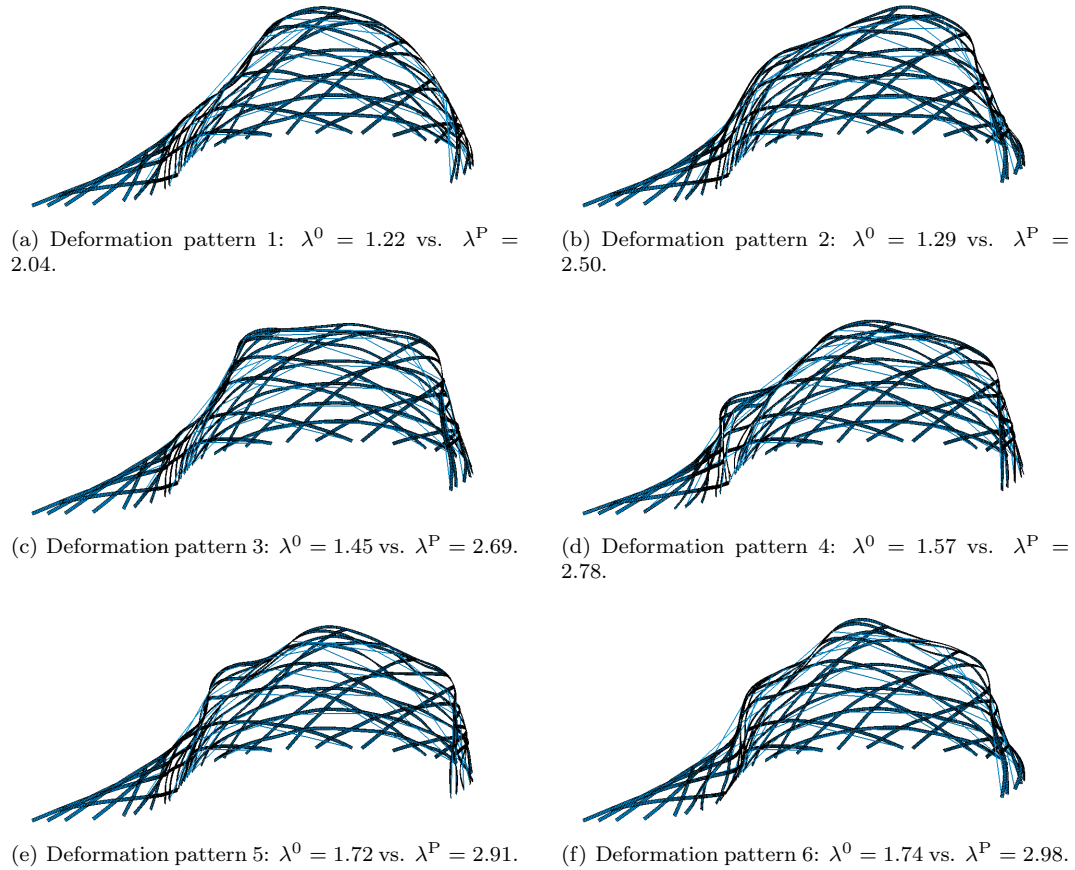 (a) Deformation pattern 1: λ⁰ = 1.22 vs. λᴾ =
2.04.
(b) Deformation pattern 2: λ⁰ = 1.29 vs. λᴾ =
2.50.
(c) Deformation pattern 3: λ⁰ = 1.45 vs. λᴾ = 2.69.
(d) Deformation pattern 4: λ⁰ = 1.57 vs. λᴾ =
2.78.
(e) Deformation pattern 5: λ⁰ = 1.72 vs. λᴾ = 2.91.
(f) Deformation pattern 6: λ⁰ = 1.74 vs. λᴾ = 2.98.